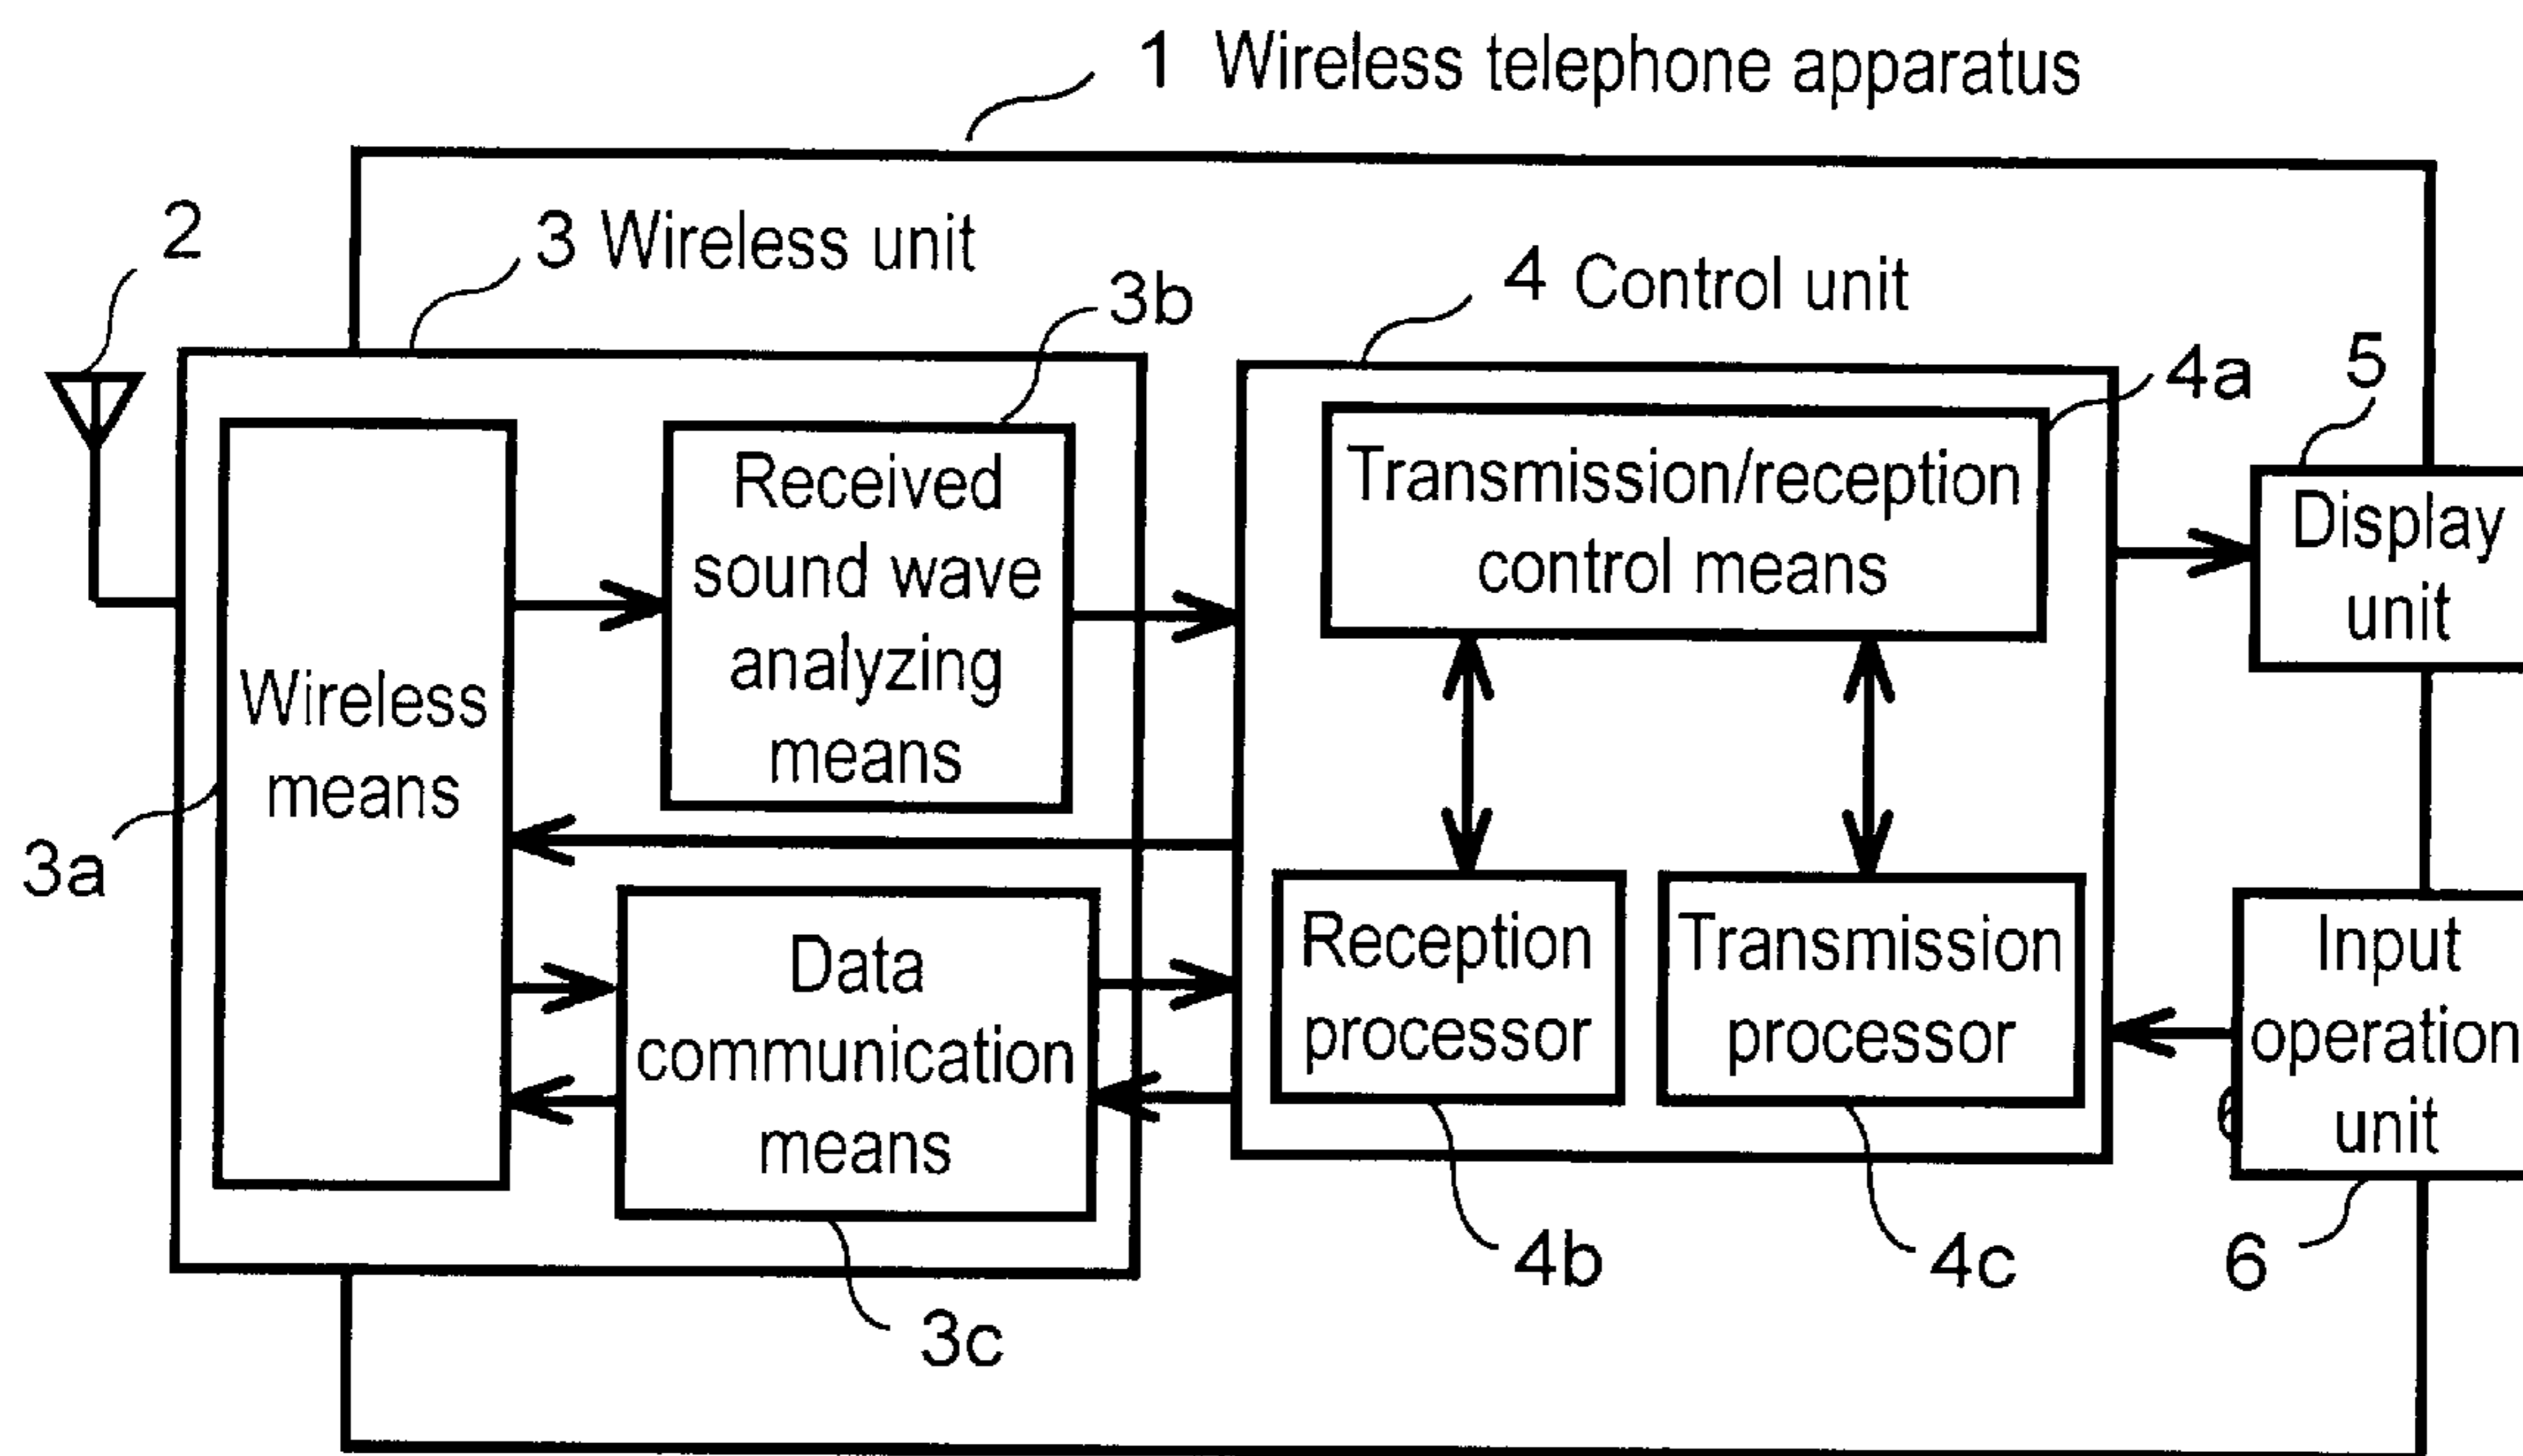 1 Wireless telephone apparatus
2
3 Wireless unit
3b
4 Control unit
4a
5
Received
sound wave
analyzing
means
Transmission/reception
control means
Display
unit
Wireless
means
3a
Data
communication
means
Reception
processor
Transmission
processor
Input
operation
unit
4b
4c
6
3c